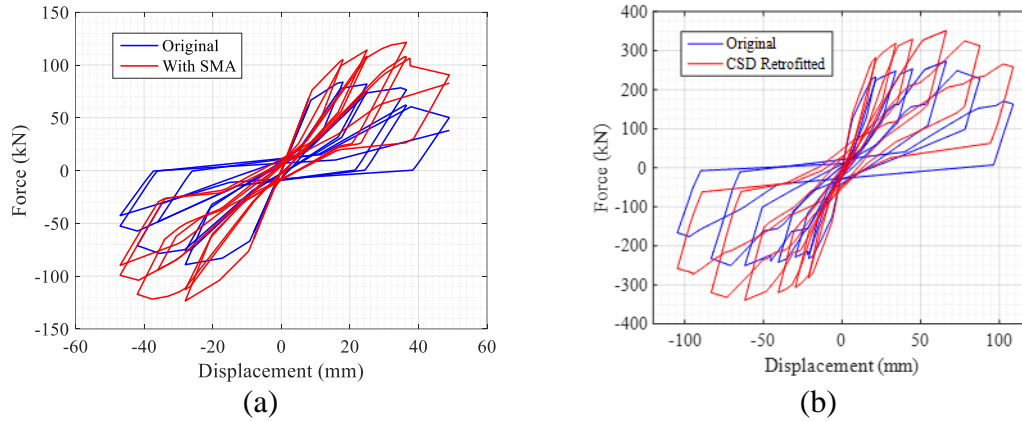 150
100
50
0
-50
-100
-150
-60
-40
-20
0
20
40
60
Force (kN)
Displacement (mm)
Original
With SMA
(a)
400
300
200
100
0
-100
-200
-300
-400
-100
-50
0
50
100
Force (kN)
Displacement (mm)
Original
CSD Retrofitted
(b)